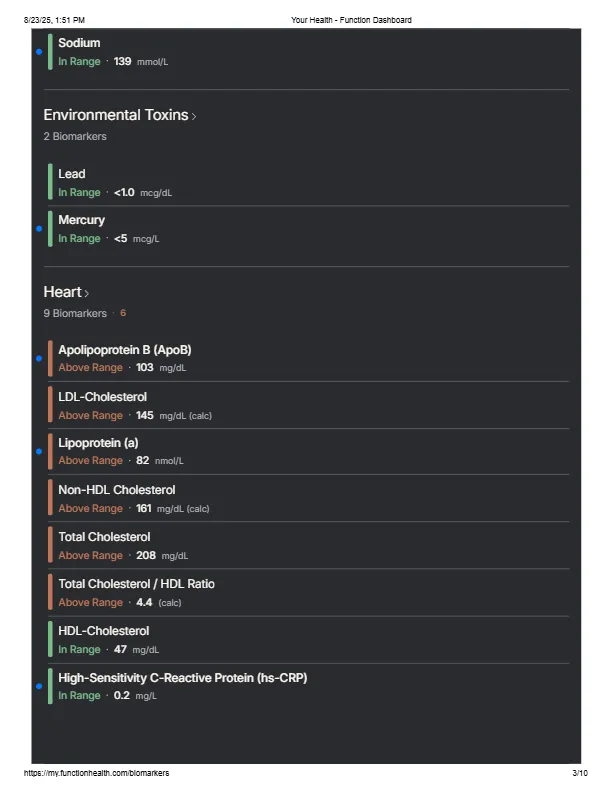 8/23/25, 1:51 PM Your Health - Function Dashboard
Sodium
In Range · 139 mmol/L
Environmental Toxins >
2 Biomarkers
Lead
In Range · <1.0 mcg/dL
Mercury
In Range · <5 mcg/L
Heart >
9 Biomarkers · 6
Apolipoprotein B (ApoB)
Above Range · 103 mg/dL
LDL-Cholesterol
Above Range · 145 mg/dL (calc)
Lipoprotein (a)
Above Range · 82 nmol/L
Non-HDL Cholesterol
Above Range · 161 mg/dL (calc)
Total Cholesterol
Above Range · 208 mg/dL
Total Cholesterol / HDL Ratio
Above Range · 4.4 (calc)
HDL-Cholesterol
In Range · 47 mg/dL
High-Sensitivity C-Reactive Protein (hs-CRP)
In Range · 0.2 mg/L
https://my.functionhealth.com/biomarkers 3/10